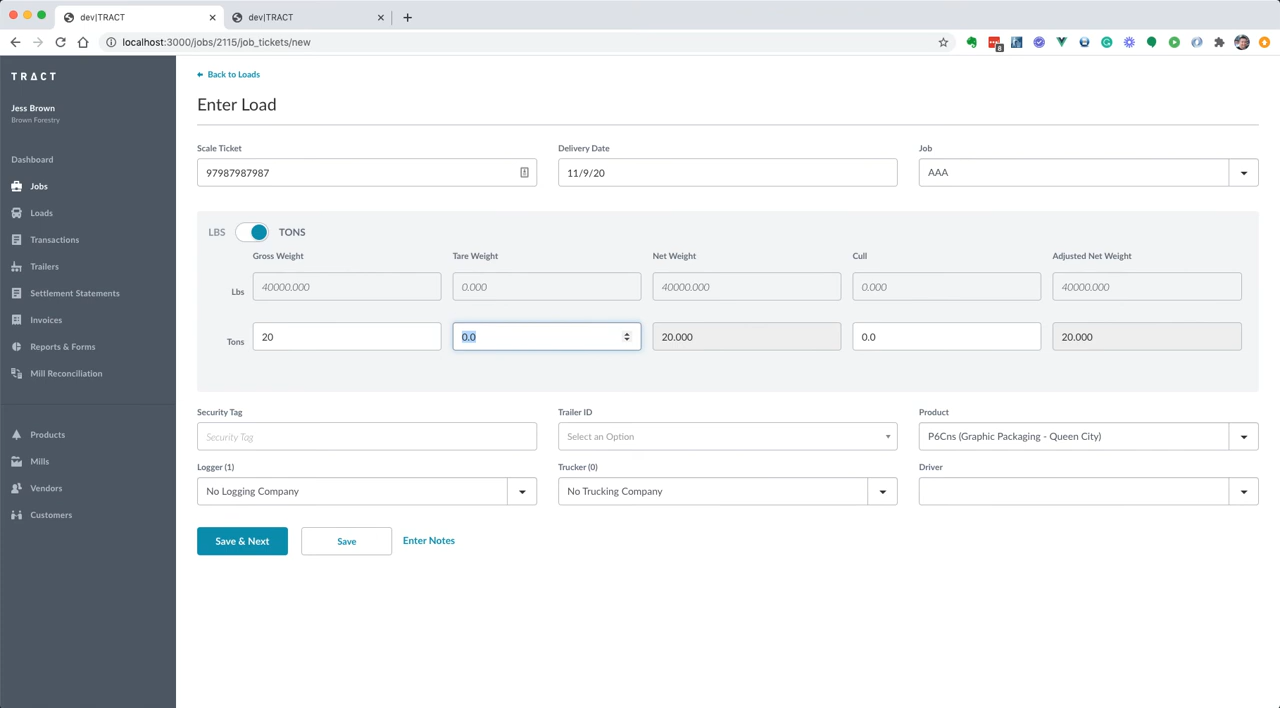 dev|TRACT
dev|TRACT
localhost:3000/jobs/2115/job_tickets/new
8
TRACT
Jess Brown
Brown Forestry
Dashboard
Jobs
Loads
Transactions
Trailers
Settlement Statements
Invoices
Reports & Forms
Mill Reconciliation
Products
Mills
Vendors
Customers
Back to Loads
Enter Load
Scale Ticket
Delivery Date
Job
97987987987
11/9/20
AAA
LBS
TONS
Gross Weight
Tare Weight
Net Weight
Cull
Adjusted Net Weight
Lbs
40000.000
0.000
40000.000
0.000
40000.000
Tons
20
0.0
20.000
0.0
20.000
Security Tag
Trailer ID
Product
Security Tag
Select an Option
P6Cns (Graphic Packaging - Queen City)
Logger (1)
Trucker (0)
Driver
No Logging Company
No Trucking Company
Save & Next
Save
Enter Notes